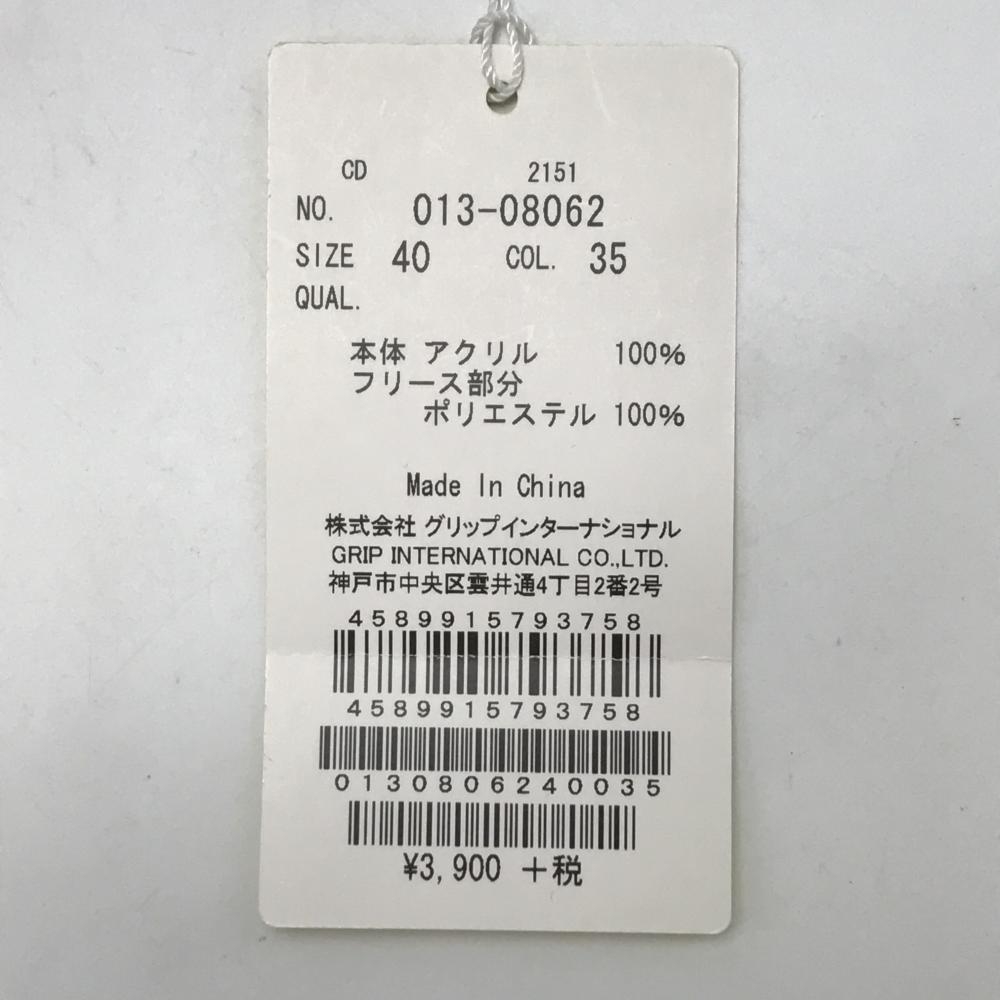 CD 2151
NO. 013-08062
SIZE 40 COL. 35
QUAL.
本体 アクリル 100%
フリース部分
ポリエステル 100%
Made In China
株式会社 グリップインターナショナル
GRIP INTERNATIONAL CO.,LTD.
神戸市中央区雲井通4丁目2番2号
4589915793758
4589915793758
0130806240035
¥3,900 +税